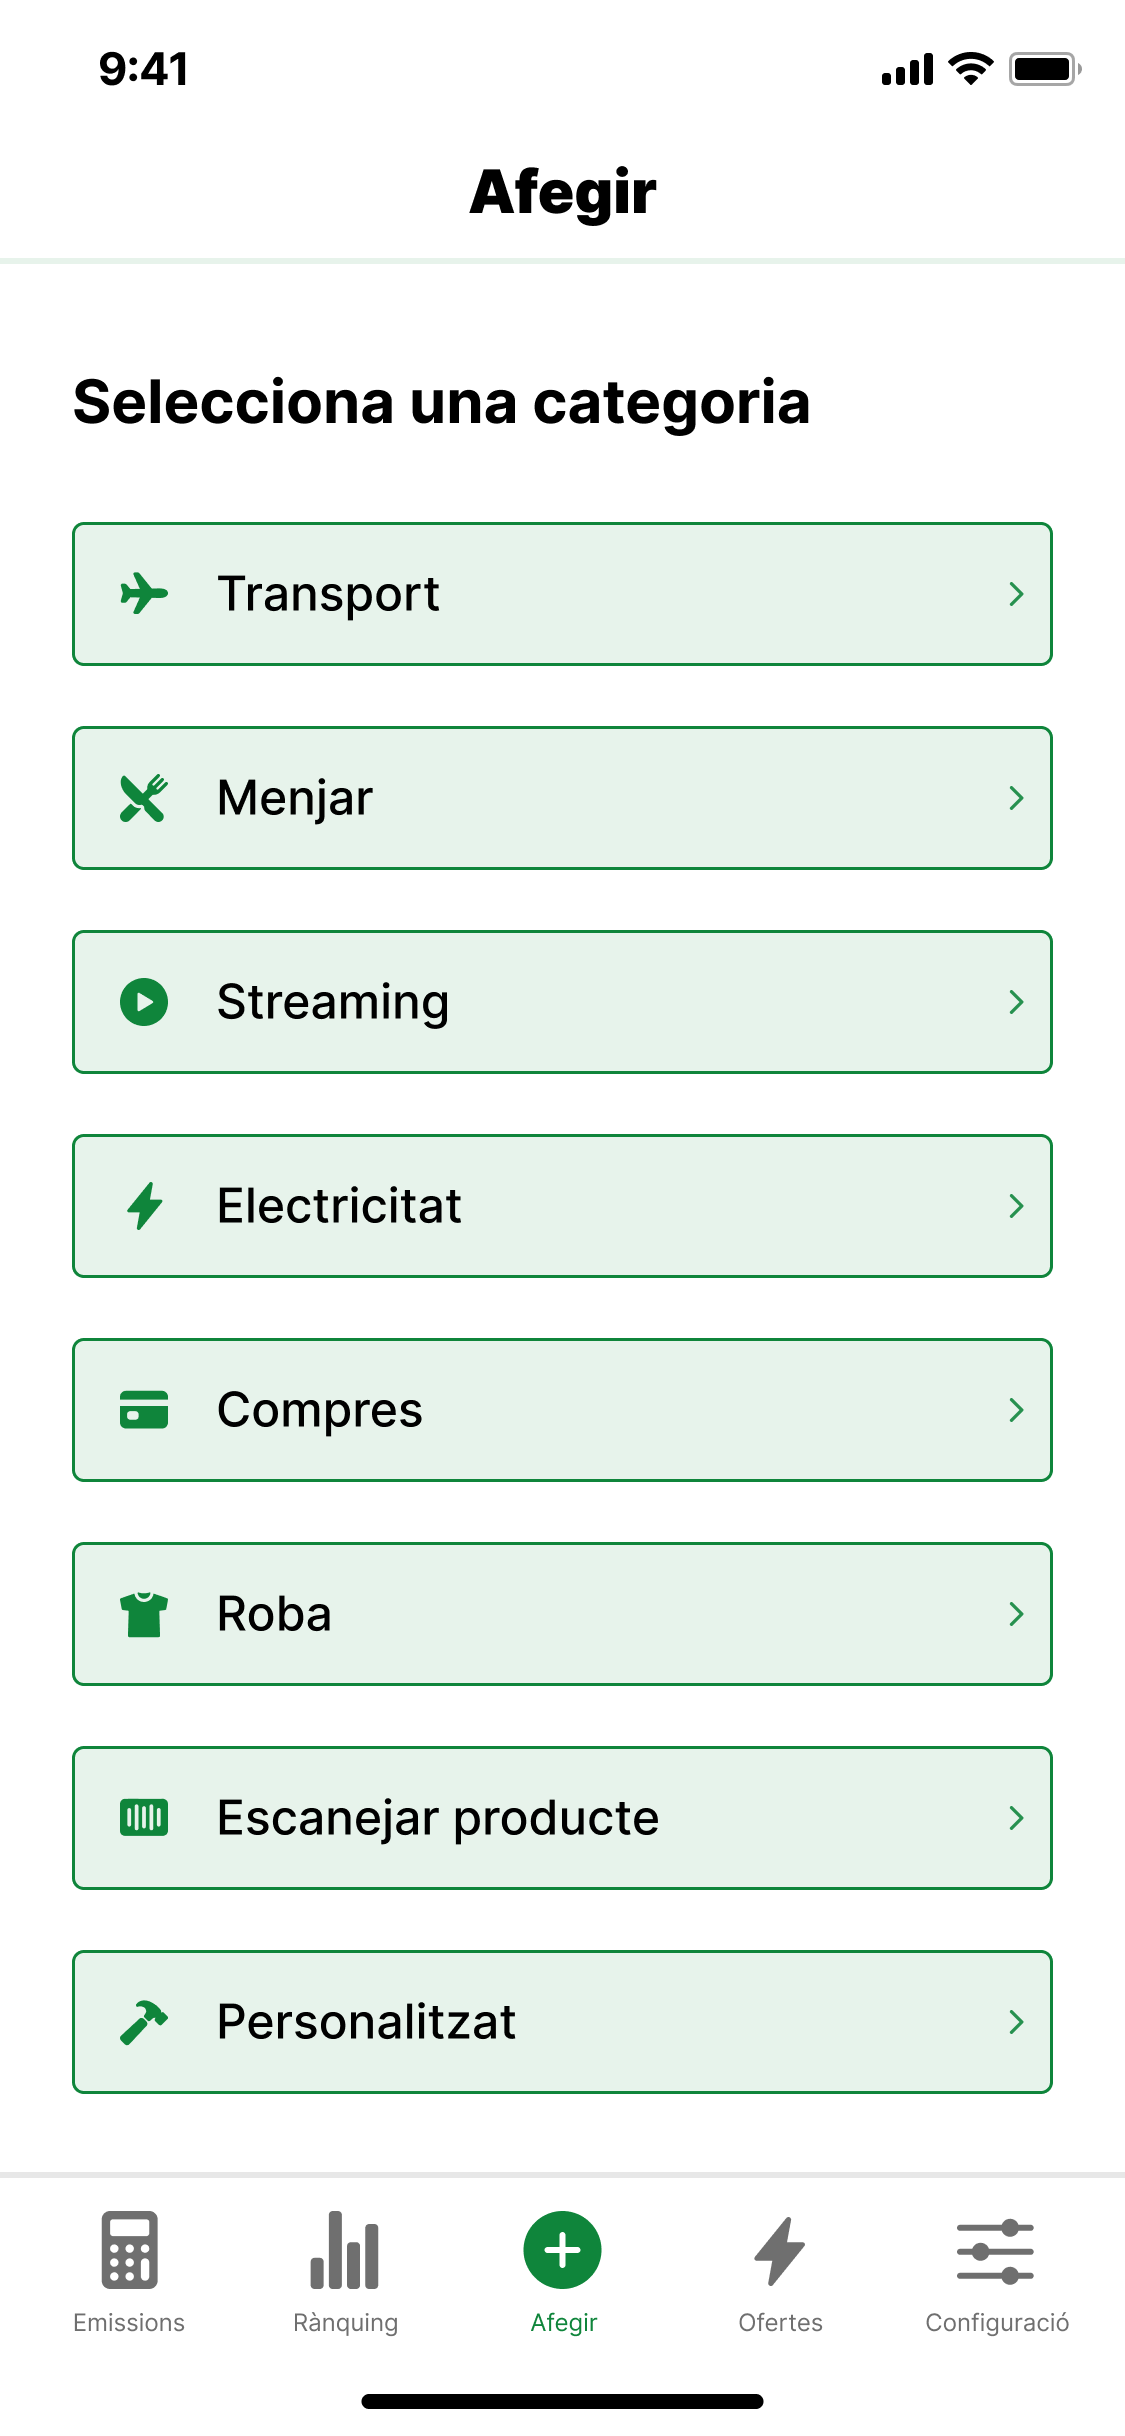 9:41
Afegir
Selecciona una categoria
Transport
Menjar
Streaming
Electricitat
Compres
Roba
Escanejar producte
Personalitzat
Emissions
Rànquing
Afegir
Ofertes
Configuració